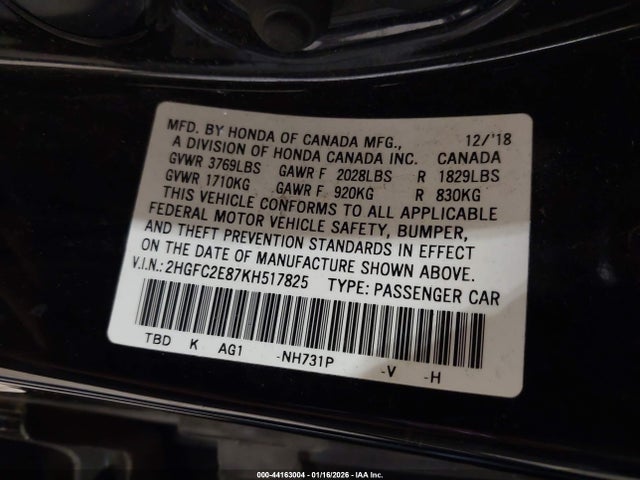 MFD. BY HONDA OF CANADA MFG., 12/'18
A DIVISION OF HONDA CANADA INC. CANADA
GVWR 3769LBS GAWR F 2028LBS R 1829LBS
GVWR 1710KG GAWR F 920KG R 830KG
THIS VEHICLE CONFORMS TO ALL APPLICABLE
FEDERAL MOTOR VEHICLE SAFETY, BUMPER,
AND THEFT PREVENTION STANDARDS IN EFFECT
ON THE DATE OF MANUFACTURE SHOWN ABOVE.
V.I.N.: 2HGFC2E87KH517825 TYPE: PASSENGER CAR
TBD K AG1 -NH731P -V -H
000-44163004 - 01/16/2026 - IAA Inc.